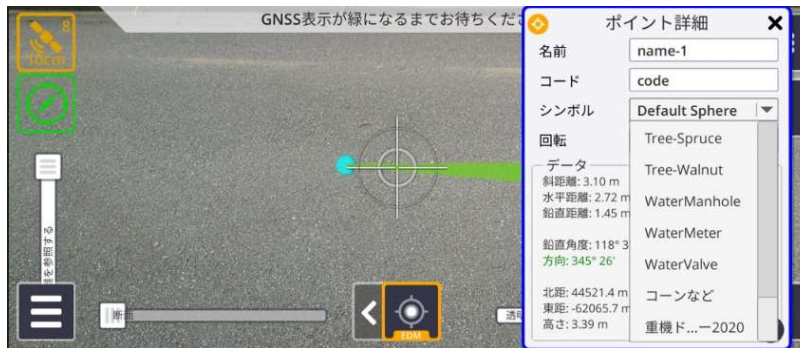 GNSS表示が緑になるまでお待ちくだ
8
10cm
を参照する
断面
EDM
透明
ポイント詳細
名前
name-1
コード
code
シンボル
Default Sphere
回転
Tree-Spruce
Tree-Walnut
WaterManhole
WaterMeter
WaterValve
コーンなど
重機ド...ー2020
データ
斜距離: 3.10 m
水平距離: 2.72 m
鉛直距離: 1.45 m
鉛直角度: 118° 3
方向: 345° 26'
北距: 44521.4 m
東距: -62065.7 m
高さ: 3.39 m